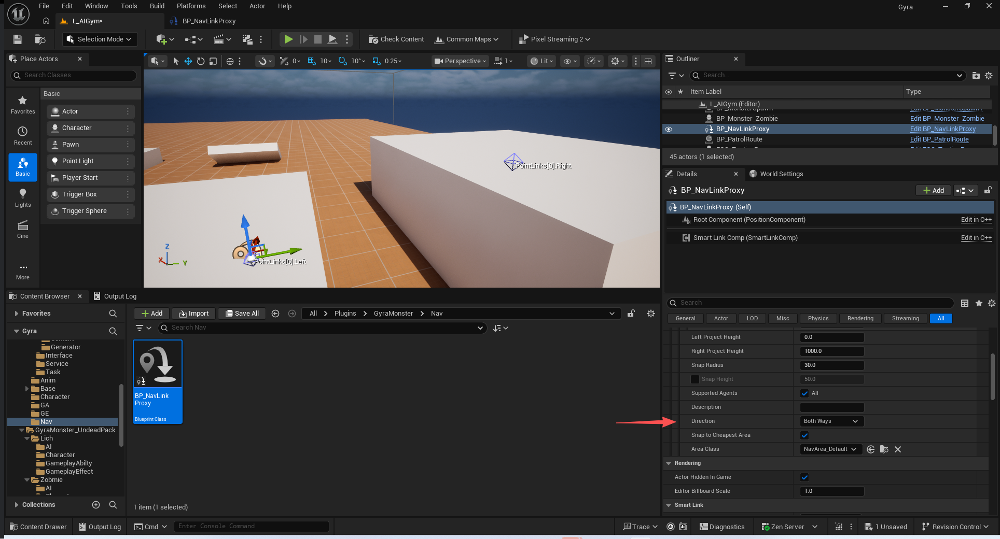 File Edit Window Tools Build Platforms Select Actor Help
Gyra
L_AIGym*
BP_NavLinkProxy
Selection Mode
Check Content
Common Maps
Pixel Streaming 2
Place Actors
Search Classes
Basic
Favorites
Recent
Basic
Lights
Cine
More
Actor
Character
Pawn
Point Light
Player Start
Trigger Box
Trigger Sphere
0
10
10°
0.25
Perspective
1
Lit
PointLinks[0].Right
PointLinks[0].Left
Z
X
Y
Outliner
Search...
Item Label
Type
L_AIGym (Editor)
BP_MonsterSpawn Edit BP_MonsterSpawn
BP_Monster_Zombie Edit BP_Monster_Zombie
BP_NavLinkProxy Edit BP_NavLinkProxy
BP_PatrolRoute Edit BP_PatrolRoute
45 actors (1 selected)
Details
World Settings
BP_NavLinkProxy
Add
BP_NavLinkProxy (Self)
Root Component (PositionComponent) Edit in C++
Smart Link Comp (SmartLinkComp) Edit in C++
Search
General Actor LOD Misc Physics Rendering Streaming All
Left Project Height 0.0
Right Project Height 1000.0
Snap Radius 30.0
Snap Height 50.0
Supported Agents All
Description
Direction Both Ways
Snap to Cheapest Area
Area Class NavArea_Default
Rendering
Actor Hidden In Game
Editor Billboard Scale 1.0
Smart Link
Content Browser
Output Log
Favorites
Gyra
Generator
Interface
Service
Task
Anim
Base
Character
GA
GE
Nav
GyraMonster_UndeadPack
Lich
AI
Character
GameplayAbilty
GameplayEffect
Zobmie
AI
Collections
Add
Import
Save All
All
Plugins
GyraMonster
Nav
Search Nav
BP_NavLink
Proxy
Blueprint Class
1 item (1 selected)
Content Drawer
Output Log
Cmd
Enter Console Command
Trace
Diagnostics
Zen Server
1 Unsaved
Revision Control